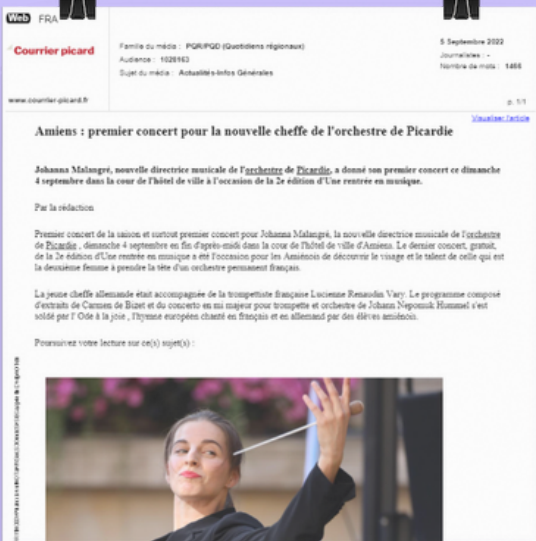 Web FRA
Courrier picard
Famille du média : PQR/PQD (Quotidiens régionaux)
Audience : 1028163
Sujet du média : Actualités-Infos Générales
5 Septembre 2022
Journalistes : -
Nombre de mots : 1466
www.courrier-picard.fr
p. 1/1
Visualiser l'article
Amiens : premier concert pour la nouvelle cheffe de l'orchestre de Picardie
Johanna Malangré, nouvelle directrice musicale de l'orchestre de Picardie, a donné son premier concert ce dimanche
4 septembre dans la cour de l'hôtel de ville à l'occasion de la 2e édition d'Une rentrée en musique.
Par la rédaction
Premier concert de la saison et surtout premier concert pour Johanna Malangré, la nouvelle directrice musicale de l'orchestre
de Picardie , dimanche 4 septembre en fin d'après-midi dans la cour de l'hôtel de ville d'Amiens. Le dernier concert, gratuit,
de la 2e édition d'Une rentrée en musique a été l'occasion pour les Amiénois de découvrir le visage et le talent de celle qui est
la deuxième femme à prendre la tête d'un orchestre permanent français.
La jeune cheffe allemande était accompagnée de la trompettiste française Lucienne Renaudin Vary. Le programme composé
d'extraits de Carmen de Bizet et du concerto en mi majeur pour trompette et orchestre de Johann Nepomuk Hummel s'est
soldé par l' Ode à la joie , l'hymne européen chanté en français et en allemand par des élèves amiénois.
Poursuivez votre lecture sur ce(s) sujet(s) :